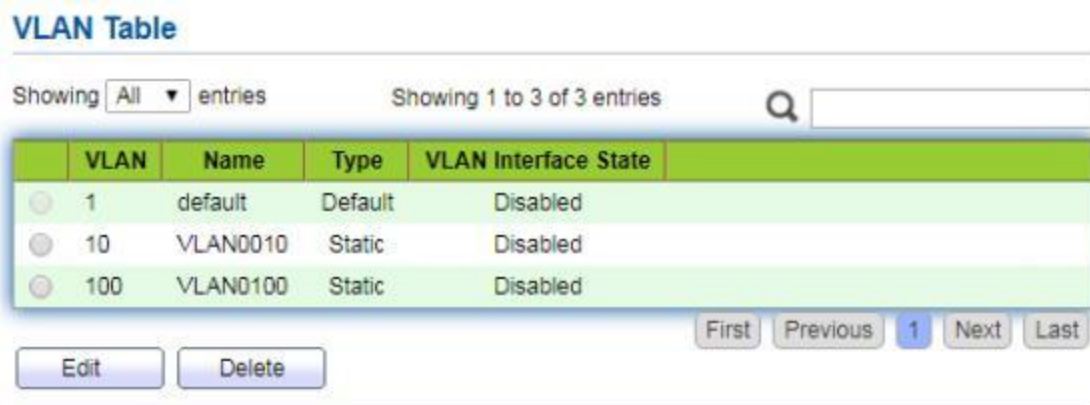 VLAN Table
Showing All entries Showing 1 to 3 of 3 entries
VLAN Name Type VLAN Interface State
1 default Default Disabled
10 VLAN0010 Static Disabled
100 VLAN0100 Static Disabled
First Previous 1 Next Last
Edit Delete